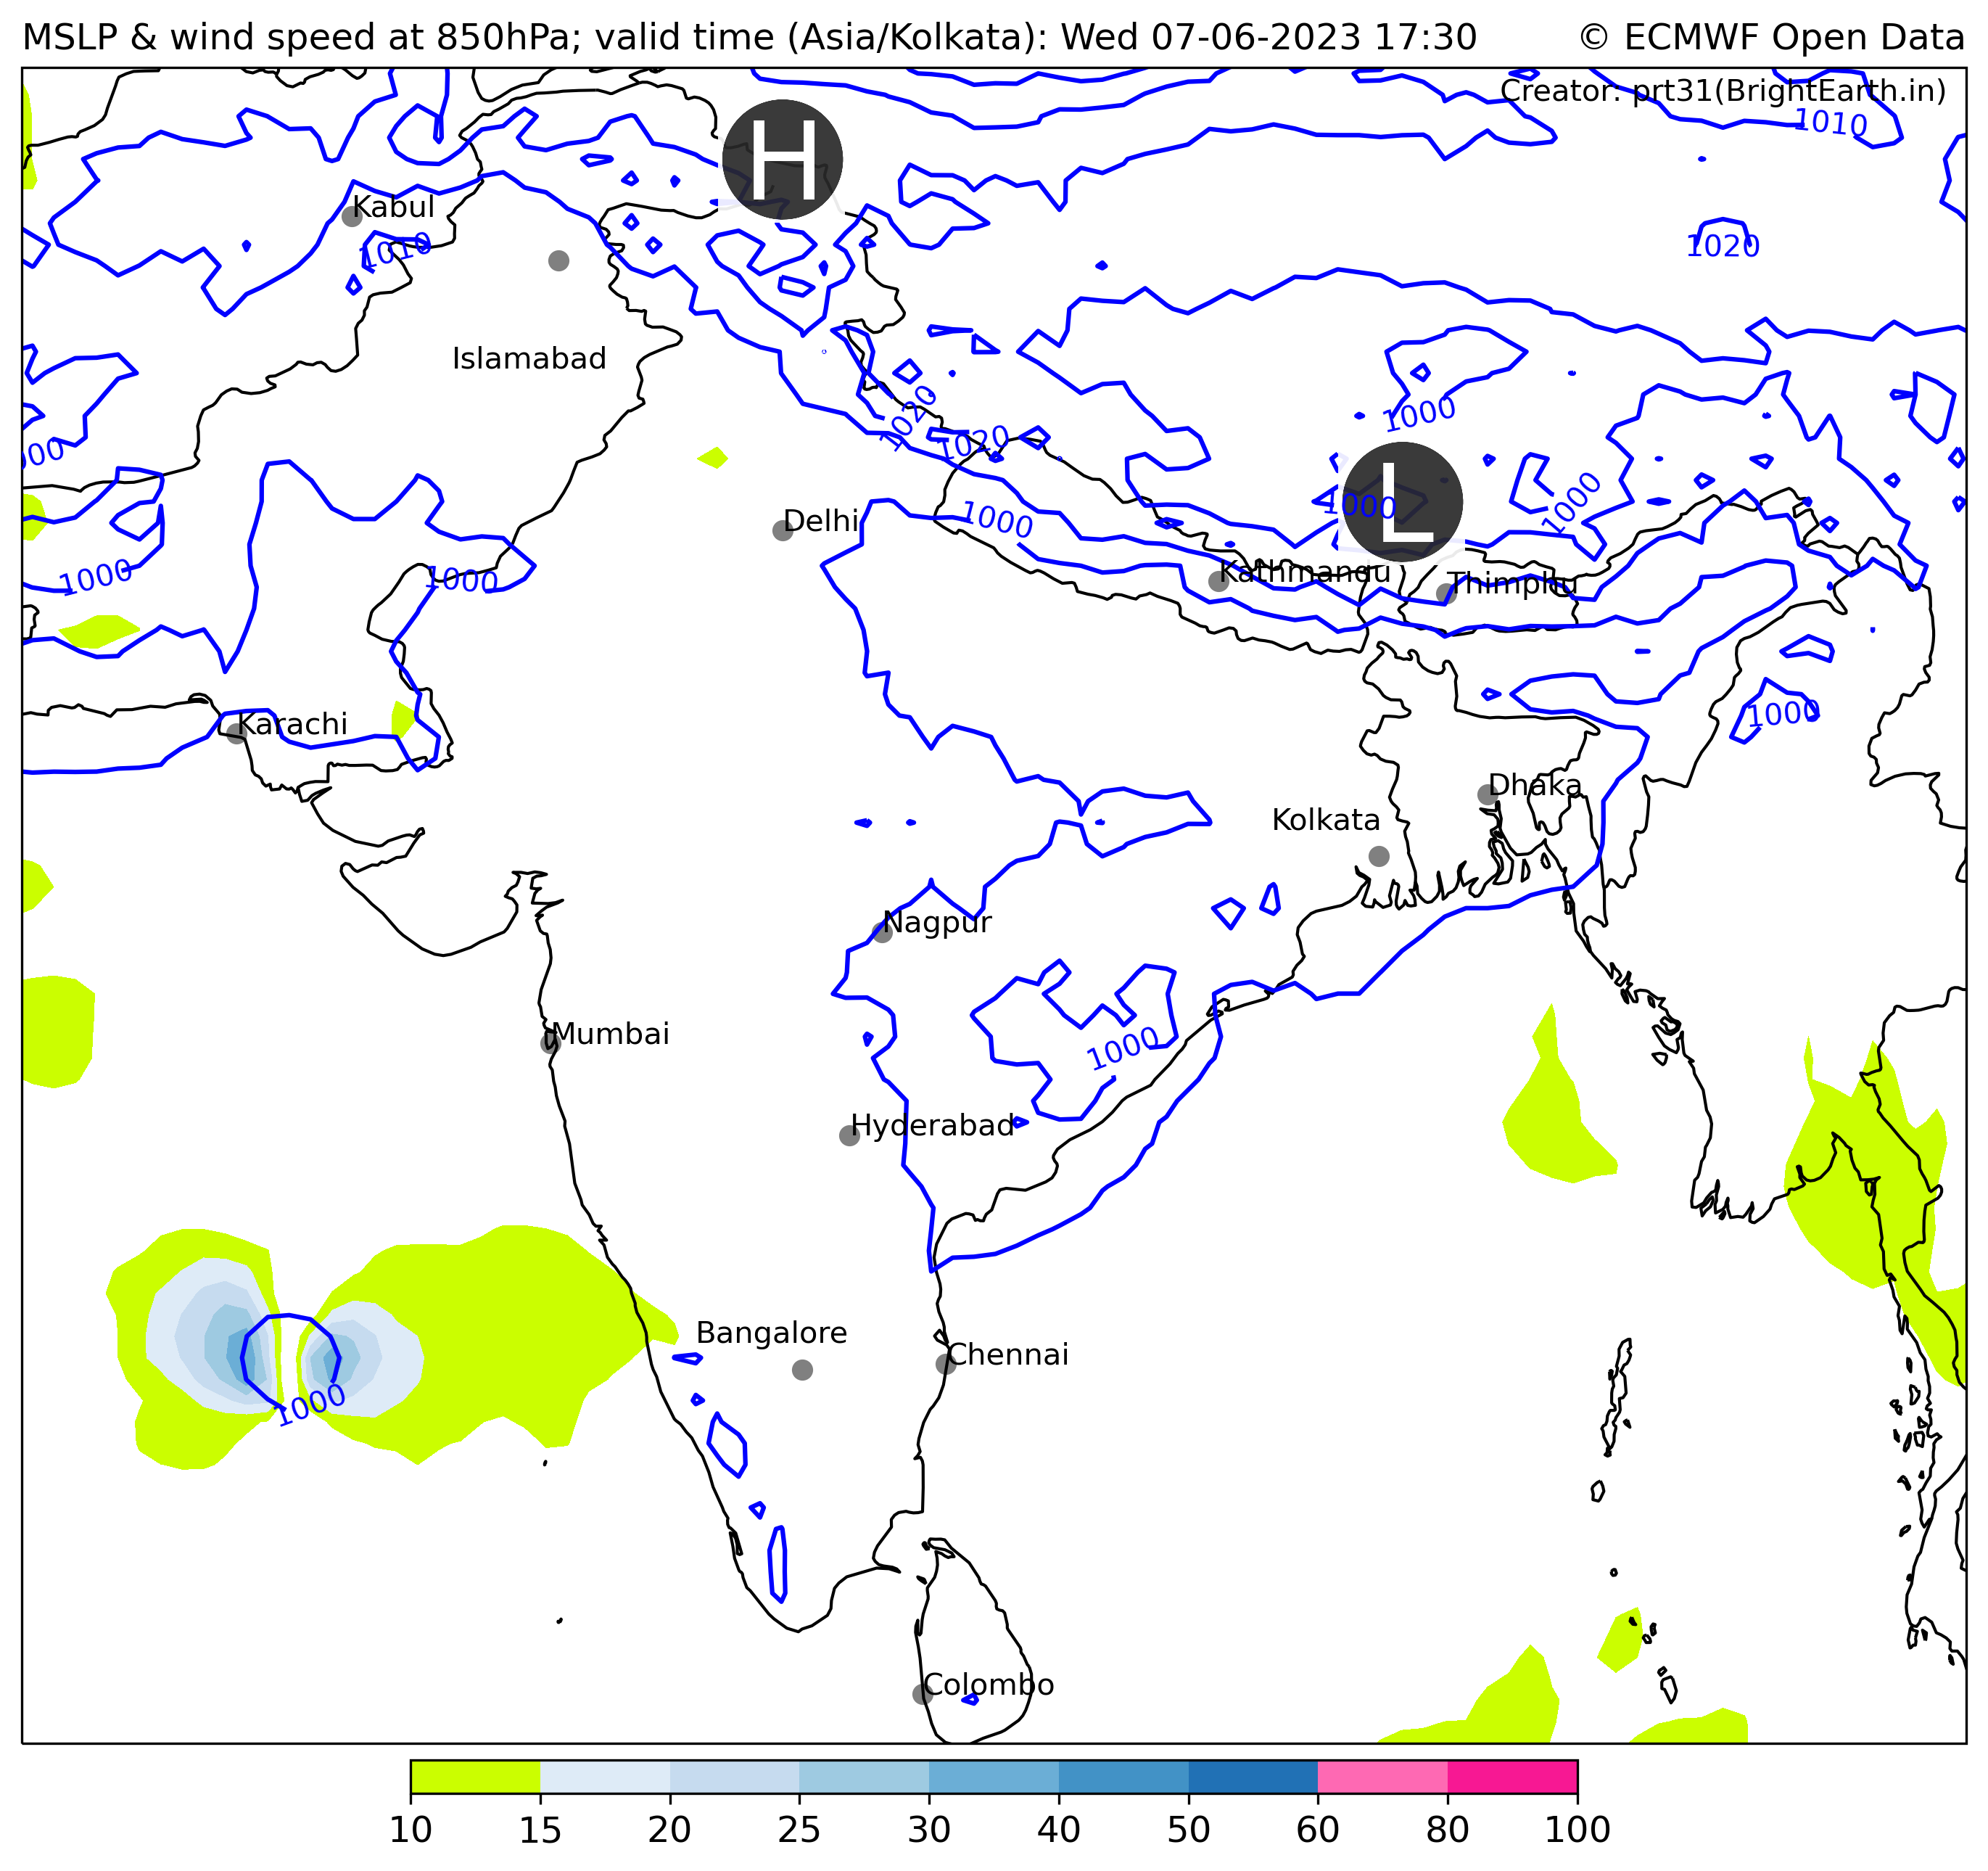 MSLP & wind speed at 850hPa; valid time (Asia/Kolkata): Wed 07-06-2023 17:30
© ECMWF Open Data
Creator: prt31(BrightEarth.in)
1010
H
Kabul
1010
1020
Islamabad
1020
1000
1020
000
1000
L
1000
1000
Delhi
1000
1000
1000
Kathmandu
Thimphu
1000
Karachi
Dhaka
Kolkata
Nagpur
Mumbai
1000
Hyderabad
Bangalore
Chennai
1000
Colombo
10 15 20 25 30 40 50 60 80 100